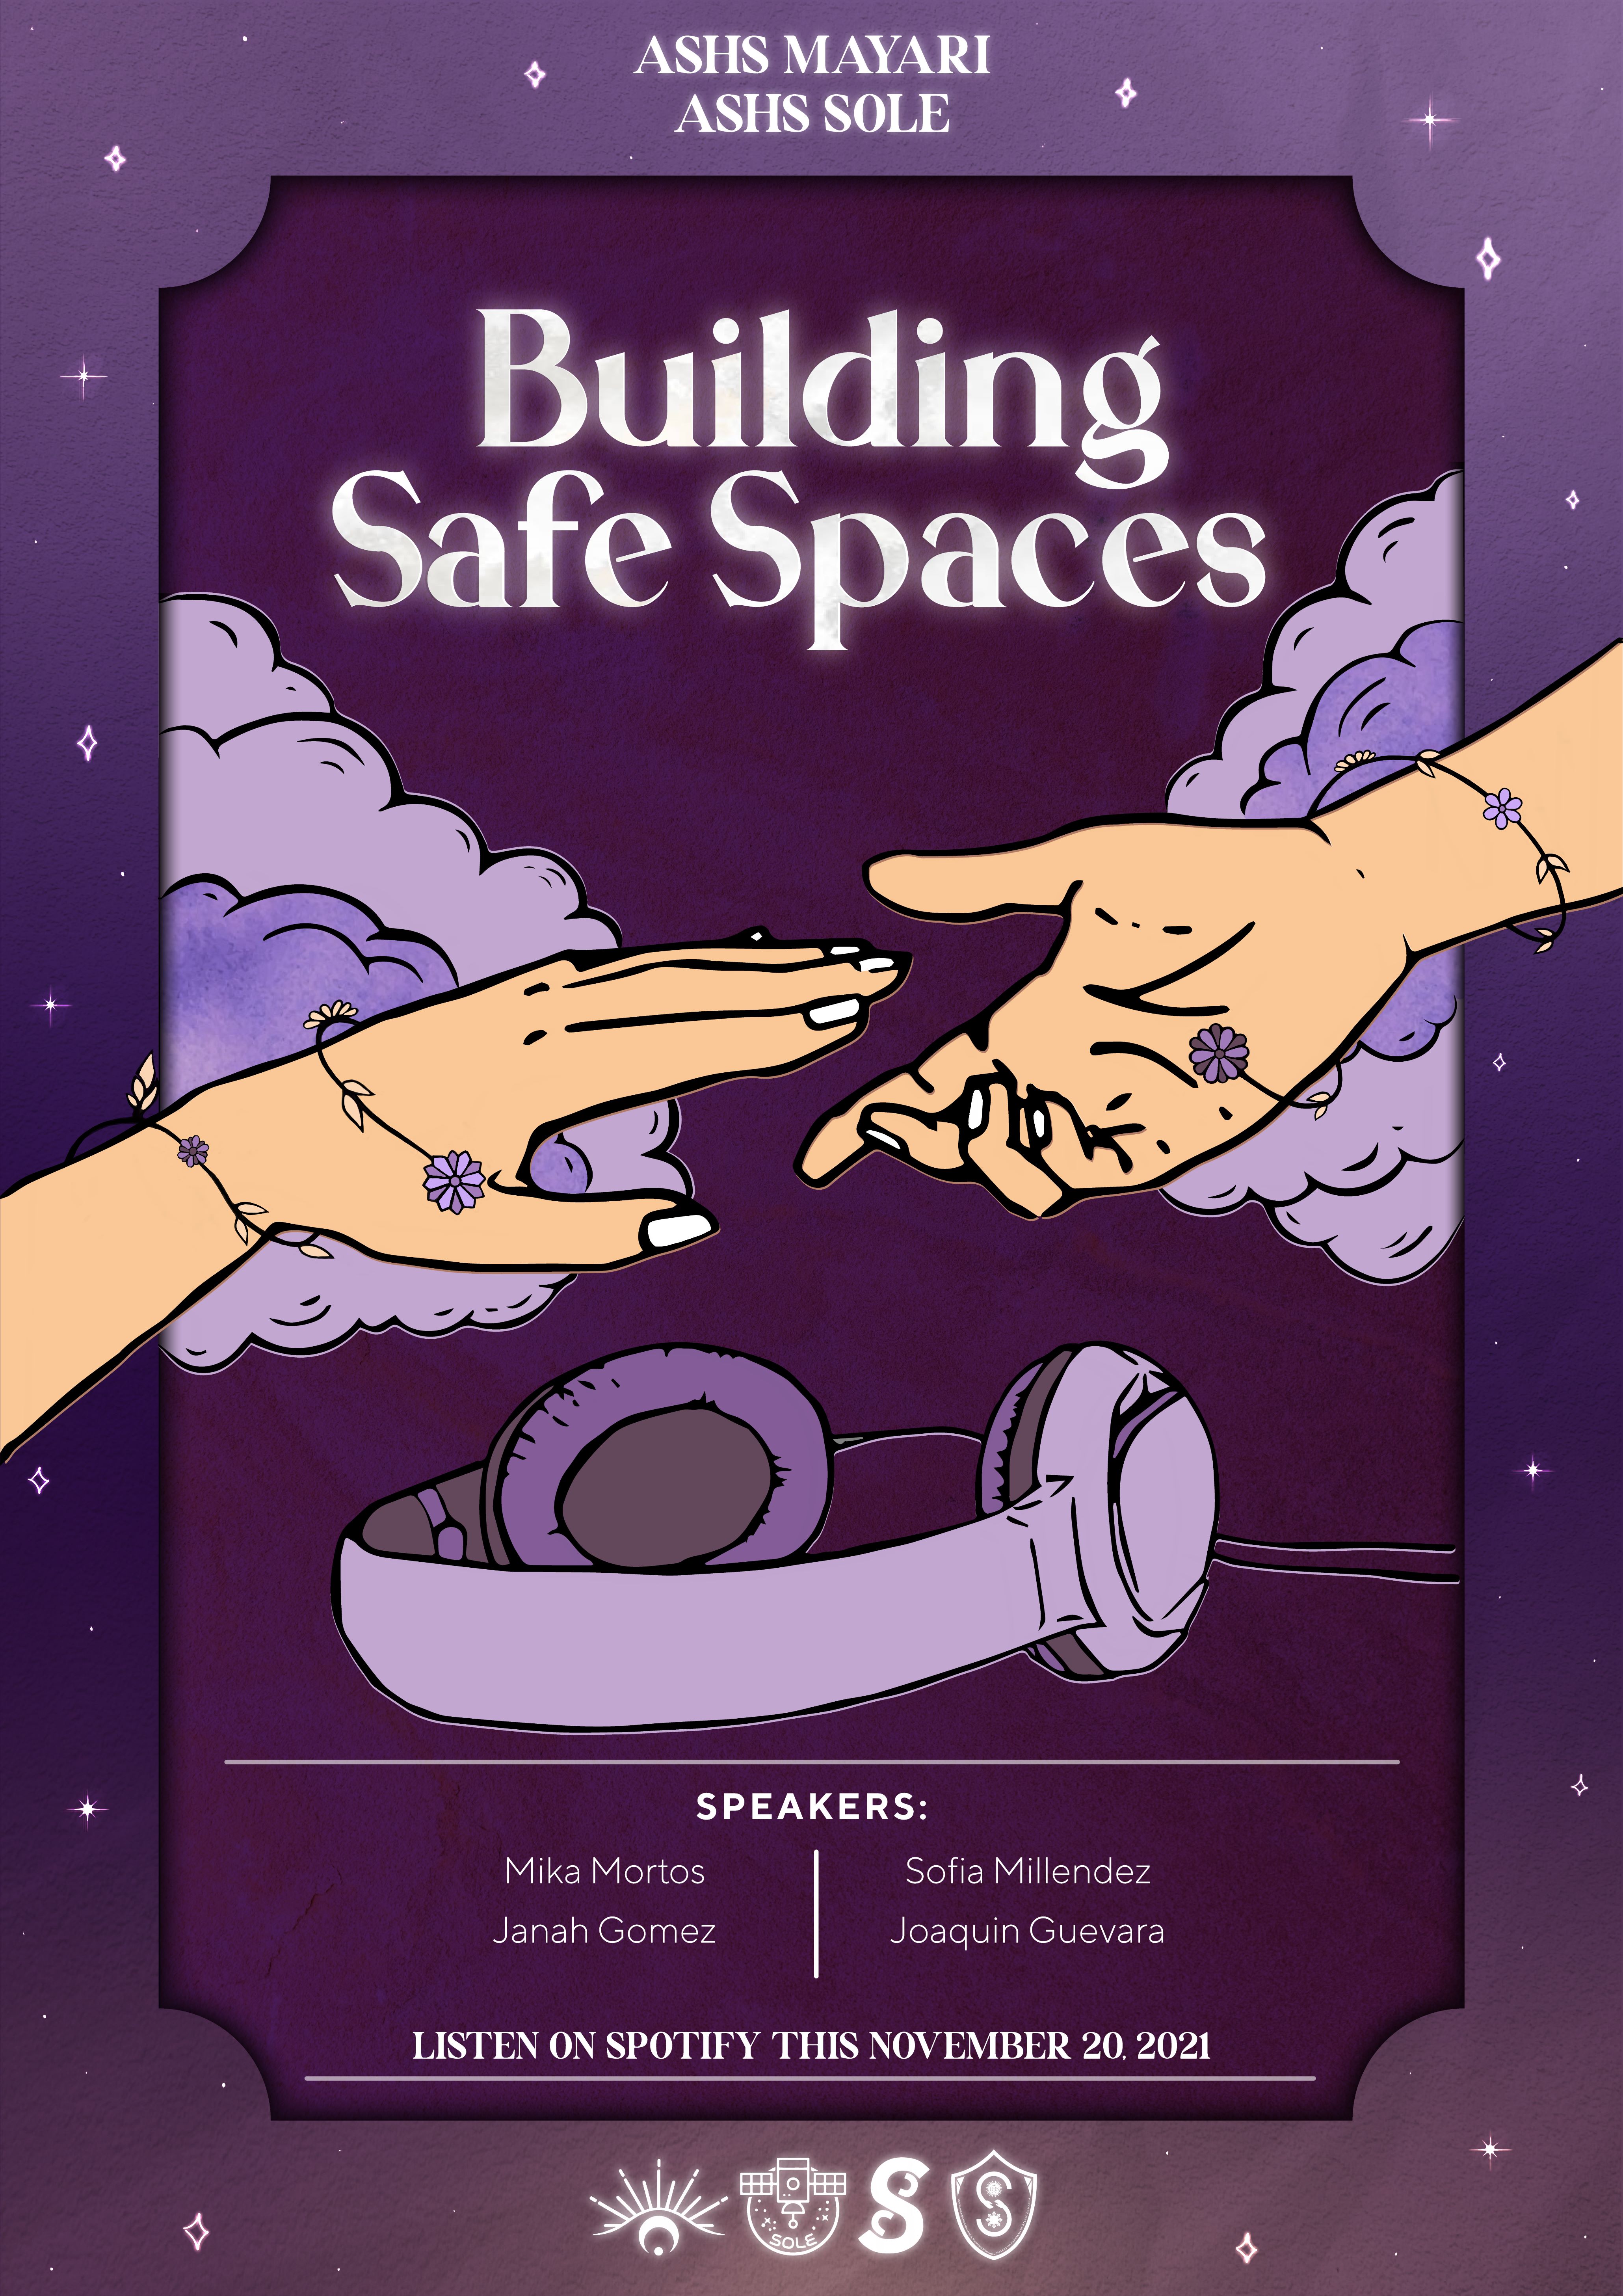 ASHS MAYARI
ASHS SOLE
Building
Safe Spaces
SPEAKERS:
Mika Mortos
Janah Gomez
Sofia Millendez
Joaquin Guevara
LISTEN ON SPOTIFY THIS NOVEMBER 20, 2021
SOLE
S
S